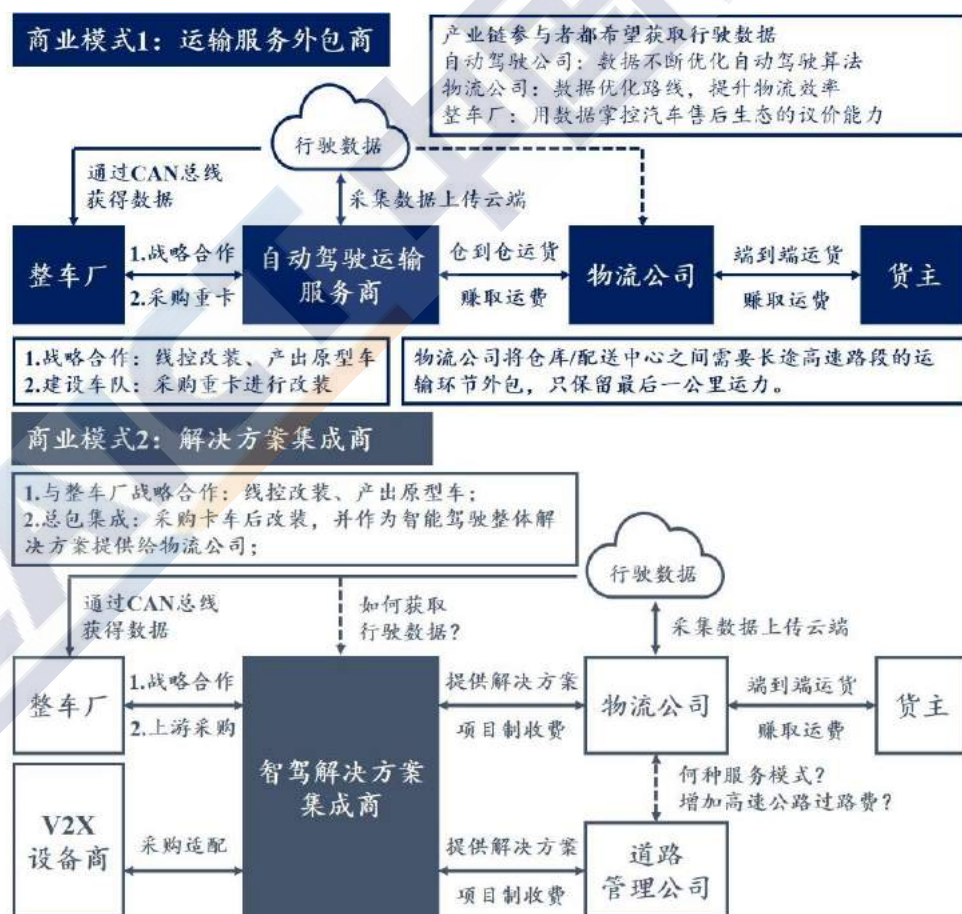 商业模式1：运输服务外包商
产业链参与者都希望获取行驶数据
自动驾驶公司：数据不断优化自动驾驶算法
物流公司：数据优化路线，提升物流效率
整车厂：用数据掌控汽车售后生态的议价能力
行驶数据
通过CAN总线
获得数据
采集数据上传云端
整车厂
1.战略合作
2.采购重卡
自动驾驶运输
服务商
仓到仓运货
赚取运费
物流公司
端到端运货
赚取运费
货主
1.战略合作：线控改装、产出原型车
2.建设车队：采购重卡进行改装
物流公司将仓库/配送中心之间需要长途高速路段的运
输环节外包，只保留最后一公里运力。
商业模式2：解决方案集成商
1.与整车厂战略合作：线控改装、产出原型车；
2.总包集成：采购卡车后改装，并作为智能驾驶整体解
决方案提供给物流公司；
行驶数据
通过CAN总线
获得数据
如何获取
行驶数据？
采集数据上传云端
整车厂
1.战略合作
2.上游采购
智驾解决方案
集成商
提供解决方案
项目制收费
物流公司
端到端运货
赚取运费
货主
何种服务模式？
增加高速公路过路费？
V2X
设备商
采购适配
提供解决方案
项目制收费
道路
管理公司